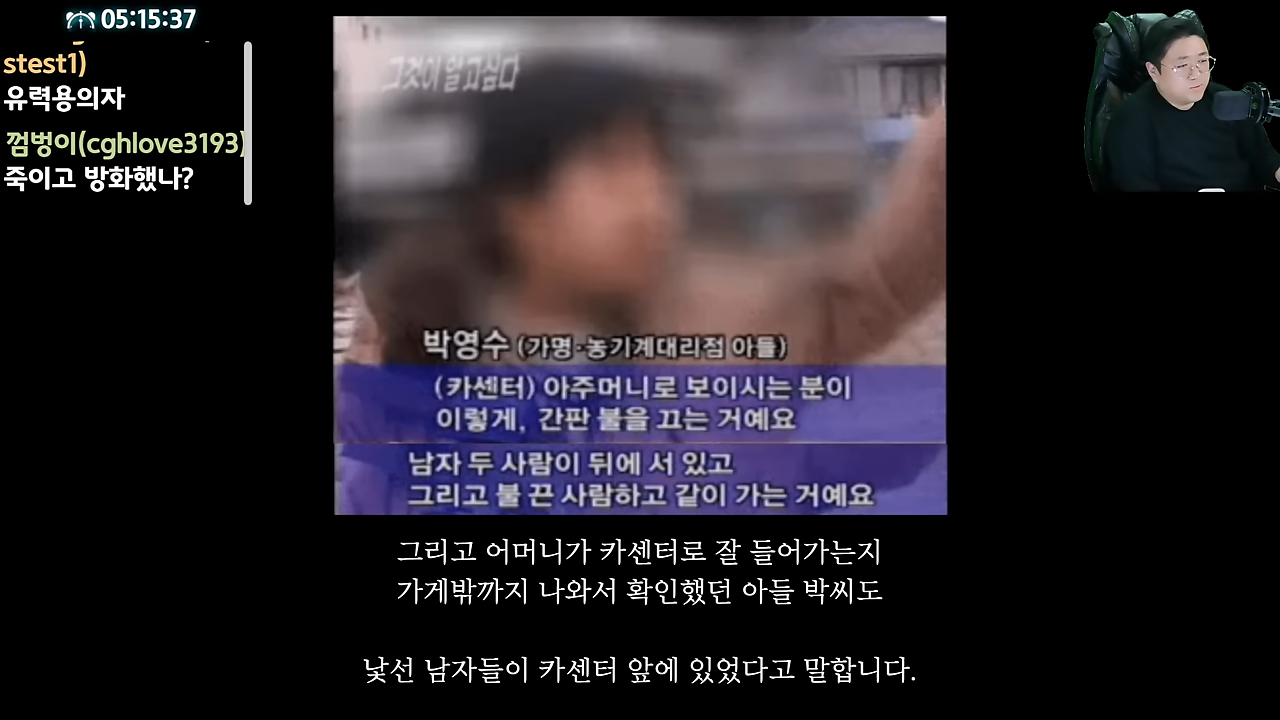 05:15:37
stest1)
유력용의자
껌벙이(cghlove3193)
죽이고 방화했나?
그것이 알고싶다
박영수 (가명·농기계대리점 아들)
(카센터) 아주머니로 보이시는 분이
이렇게, 간판 불을 끄는 거예요
남자 두 사람이 뒤에 서 있고
그리고 불 끈 사람하고 같이 가는 거예요
그리고 어머니가 카센터로 잘 들어가는지
가게밖까지 나와서 확인했던 아들 박씨도
낯선 남자들이 카센터 앞에 있었다고 말합니다.